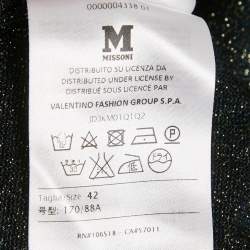 0000004338 01
M
MISSONI
DISTRIBUITO SU LICENZA DA
DISTRIBUTED UNDER LICENSE BY
DISTRIBUÉ SOUS LICENCE PAR
VALENTINO FASHION GROUP S.P.A.
JD3KM01Q1Q2
Taglia/Size 42
号型: 170/88A
RN#106518 - CA#57011